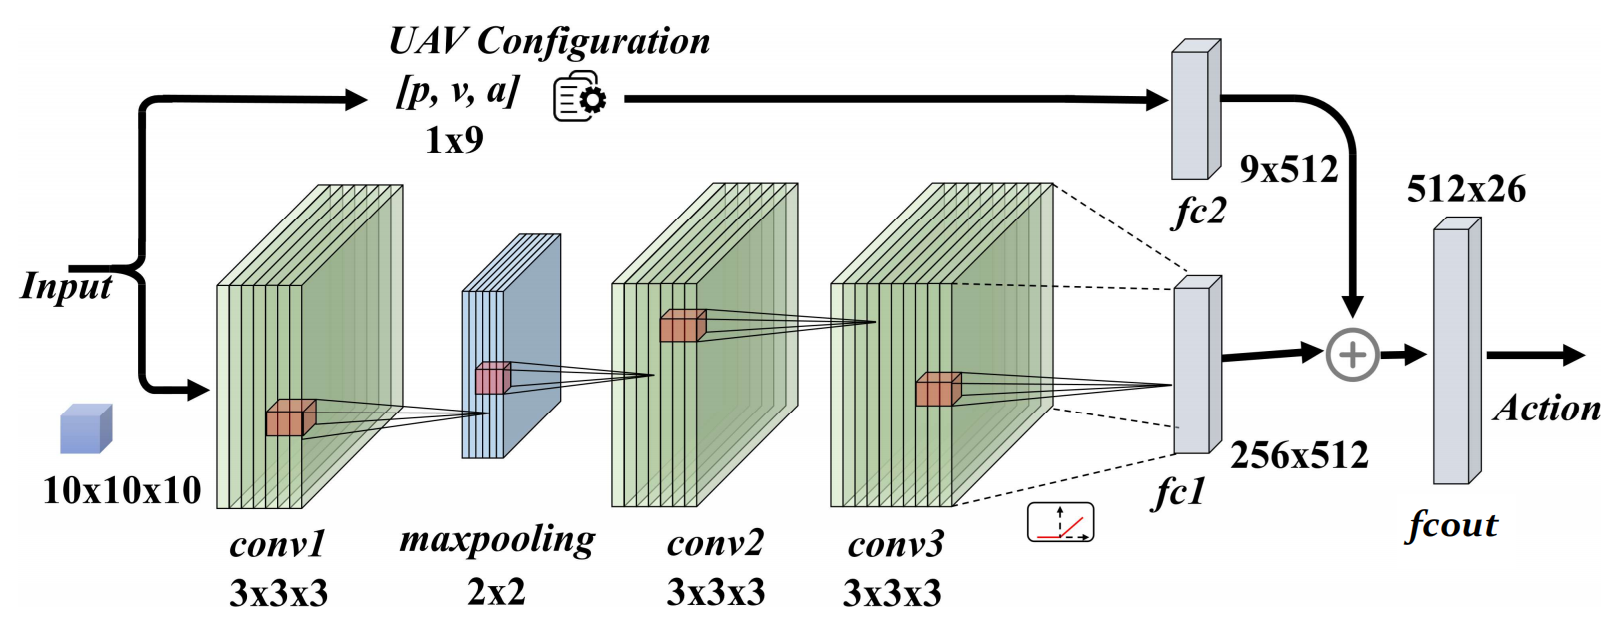 UAV Configuration
[p, v, a]
1x9
9x512
fc2
512x26
Input
10x10x10
conv1
3x3x3
maxpooling
2x2
conv2
3x3x3
conv3
3x3x3
fc1
256x512
Action
fcout